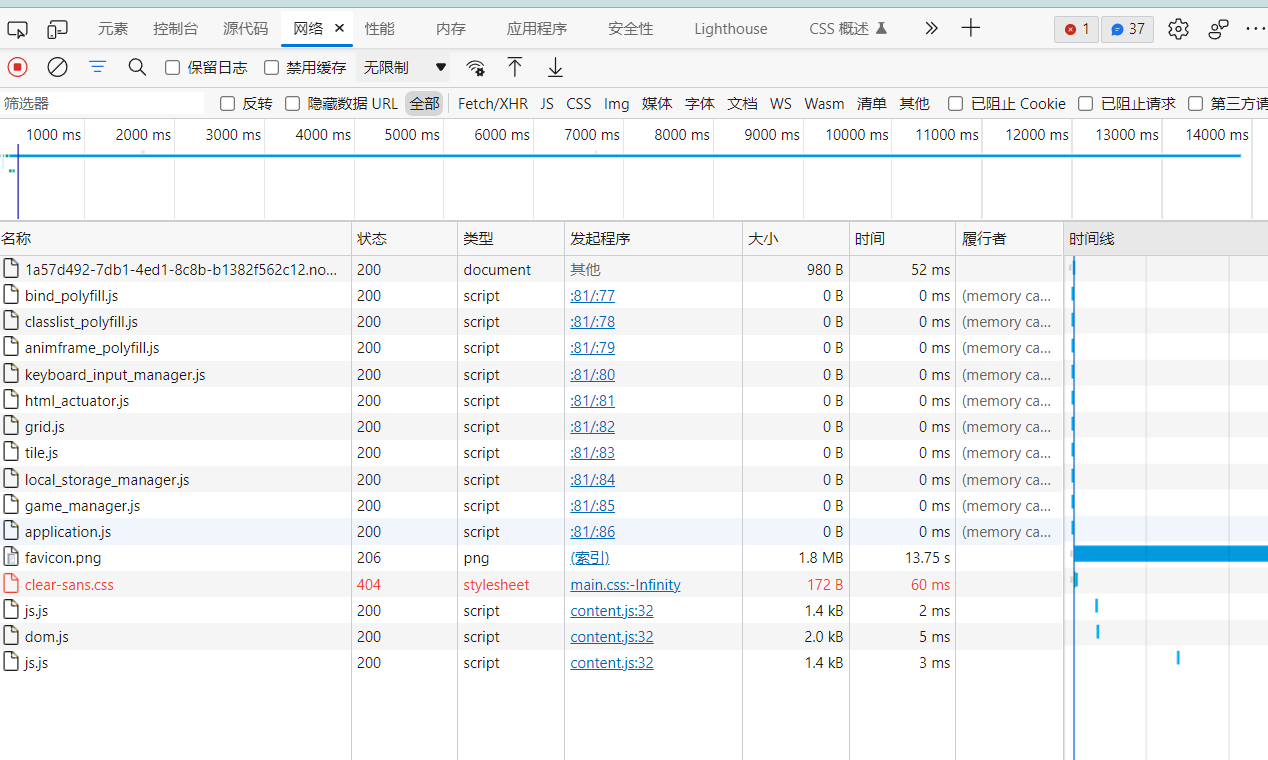 元素 控制台 源代码 网络 性能 内存 应用程序 安全性 Lighthouse CSS 概述 1 37
保留日志 禁用缓存 无限制
筛选器 反转 隐藏数据 URL 全部 Fetch/XHR JS CSS Img 媒体 字体 文档 WS Wasm 清单 其他 已阻止 Cookie 已阻止请求 第三方请
1000 ms 2000 ms 3000 ms 4000 ms 5000 ms 6000 ms 7000 ms 8000 ms 9000 ms 10000 ms 11000 ms 12000 ms 13000 ms 14000 ms
名称 状态 类型 发起程序 大小 时间 履行者 时间线
1a57d492-7db1-4ed1-8c8b-b1382f562c12.no... 200 document 其他 980 B 52 ms
bind_polyfill.js 200 script :81/:77 0 B 0 ms (memory ca...
classlist_polyfill.js 200 script :81/:78 0 B 0 ms (memory ca...
animframe_polyfill.js 200 script :81/:79 0 B 0 ms (memory ca...
keyboard_input_manager.js 200 script :81/:80 0 B 0 ms (memory ca...
html_actuator.js 200 script :81/:81 0 B 0 ms (memory ca...
grid.js 200 script :81/:82 0 B 0 ms (memory ca...
tile.js 200 script :81/:83 0 B 0 ms (memory ca...
local_storage_manager.js 200 script :81/:84 0 B 0 ms (memory ca...
game_manager.js 200 script :81/:85 0 B 0 ms (memory ca...
application.js 200 script :81/:86 0 B 0 ms (memory ca...
favicon.png 206 png (索引) 1.8 MB 13.75 s
clear-sans.css 404 stylesheet main.css:-Infinity 172 B 60 ms
js.js 200 script content.js:32 1.4 kB 2 ms
dom.js 200 script content.js:32 2.0 kB 5 ms
js.js 200 script content.js:32 1.4 kB 3 ms